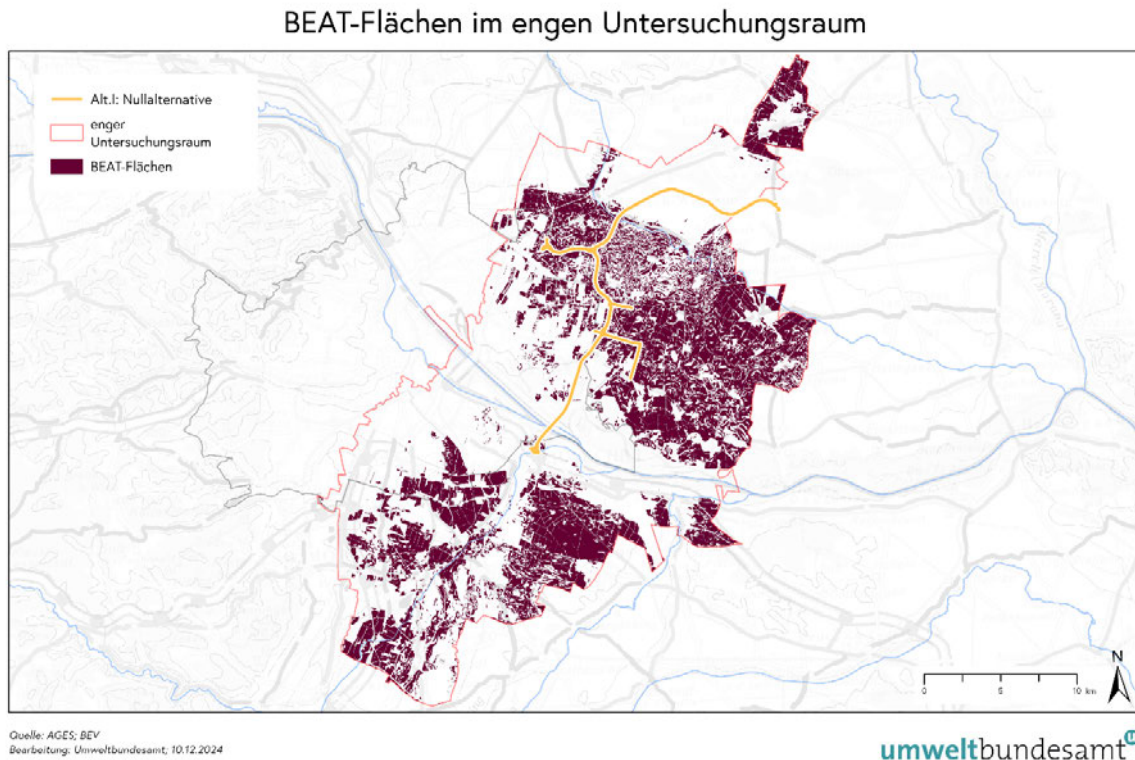 BEAT-Flächen im engen Untersuchungsraum
Alt.I: Nullalternative
enger
Untersuchungsraum
BEAT-Flächen
N
0 5 10 km
Quelle: AGES; BEV
Bearbeitung: Umweltbundesamt; 10.12.2024
umweltbundesamt